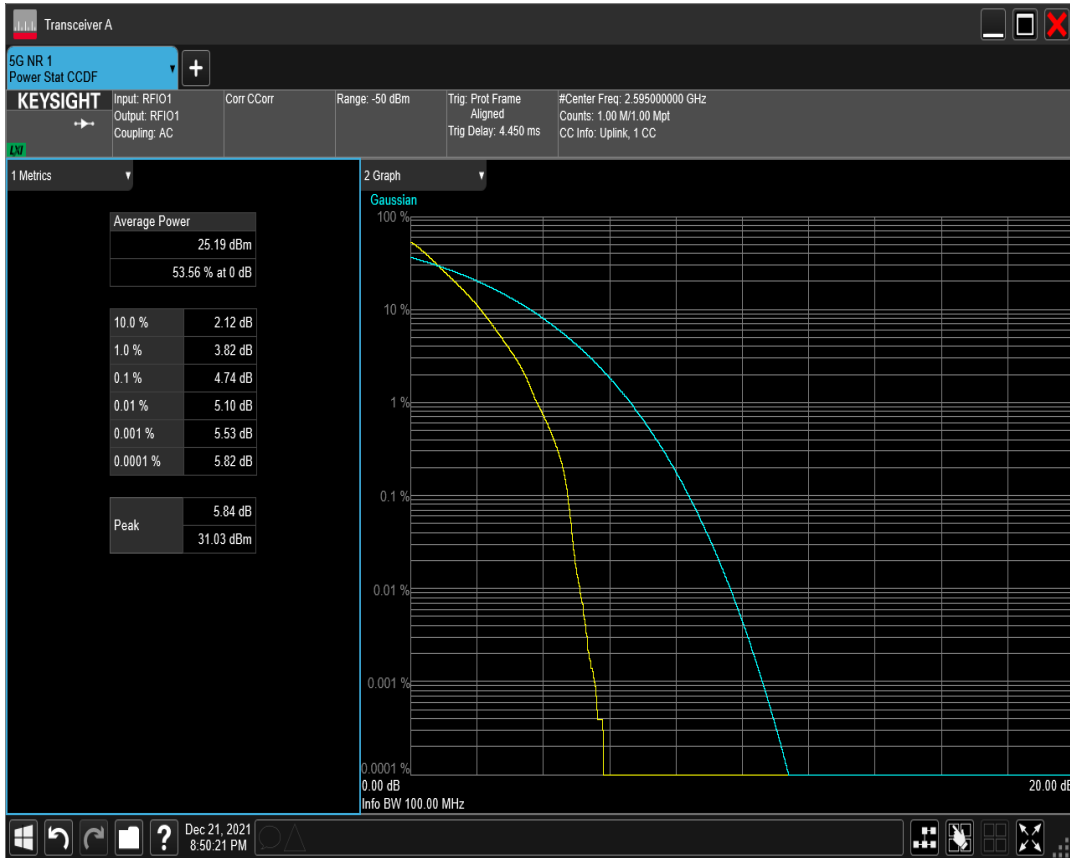 Transceiver A
5G NR 1
Power Stat CCDF
KEYSIGHT
LXI
Input: RFIO1
Output: RFIO1
Coupling: AC
Corr CCorr
Range: -50 dBm
Trig: Prot Frame
Aligned
Trig Delay: 4.450 ms
#Center Freq: 2.595000000 GHz
Counts: 1.00 M/1.00 Mpt
CC Info: Uplink, 1 CC
1 Metrics
Average Power
25.19 dBm
53.56 % at 0 dB
10.0 % 2.12 dB
1.0 % 3.82 dB
0.1 % 4.74 dB
0.01 % 5.10 dB
0.001 % 5.53 dB
0.0001 % 5.82 dB
Peak
5.84 dB
31.03 dBm
2 Graph
Gaussian
100 %
10 %
1 %
0.1 %
0.01 %
0.001 %
0.0001 %
0.00 dB
20.00 dB
Info BW 100.00 MHz
?
Dec 21, 2021
8:50:21 PM